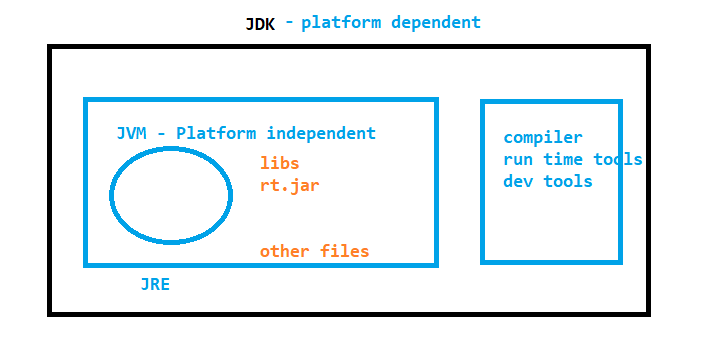 JDK - platform dependent
JVM - Platform independent
libs
rt.jar
other files
JRE
compiler
run time tools
dev tools